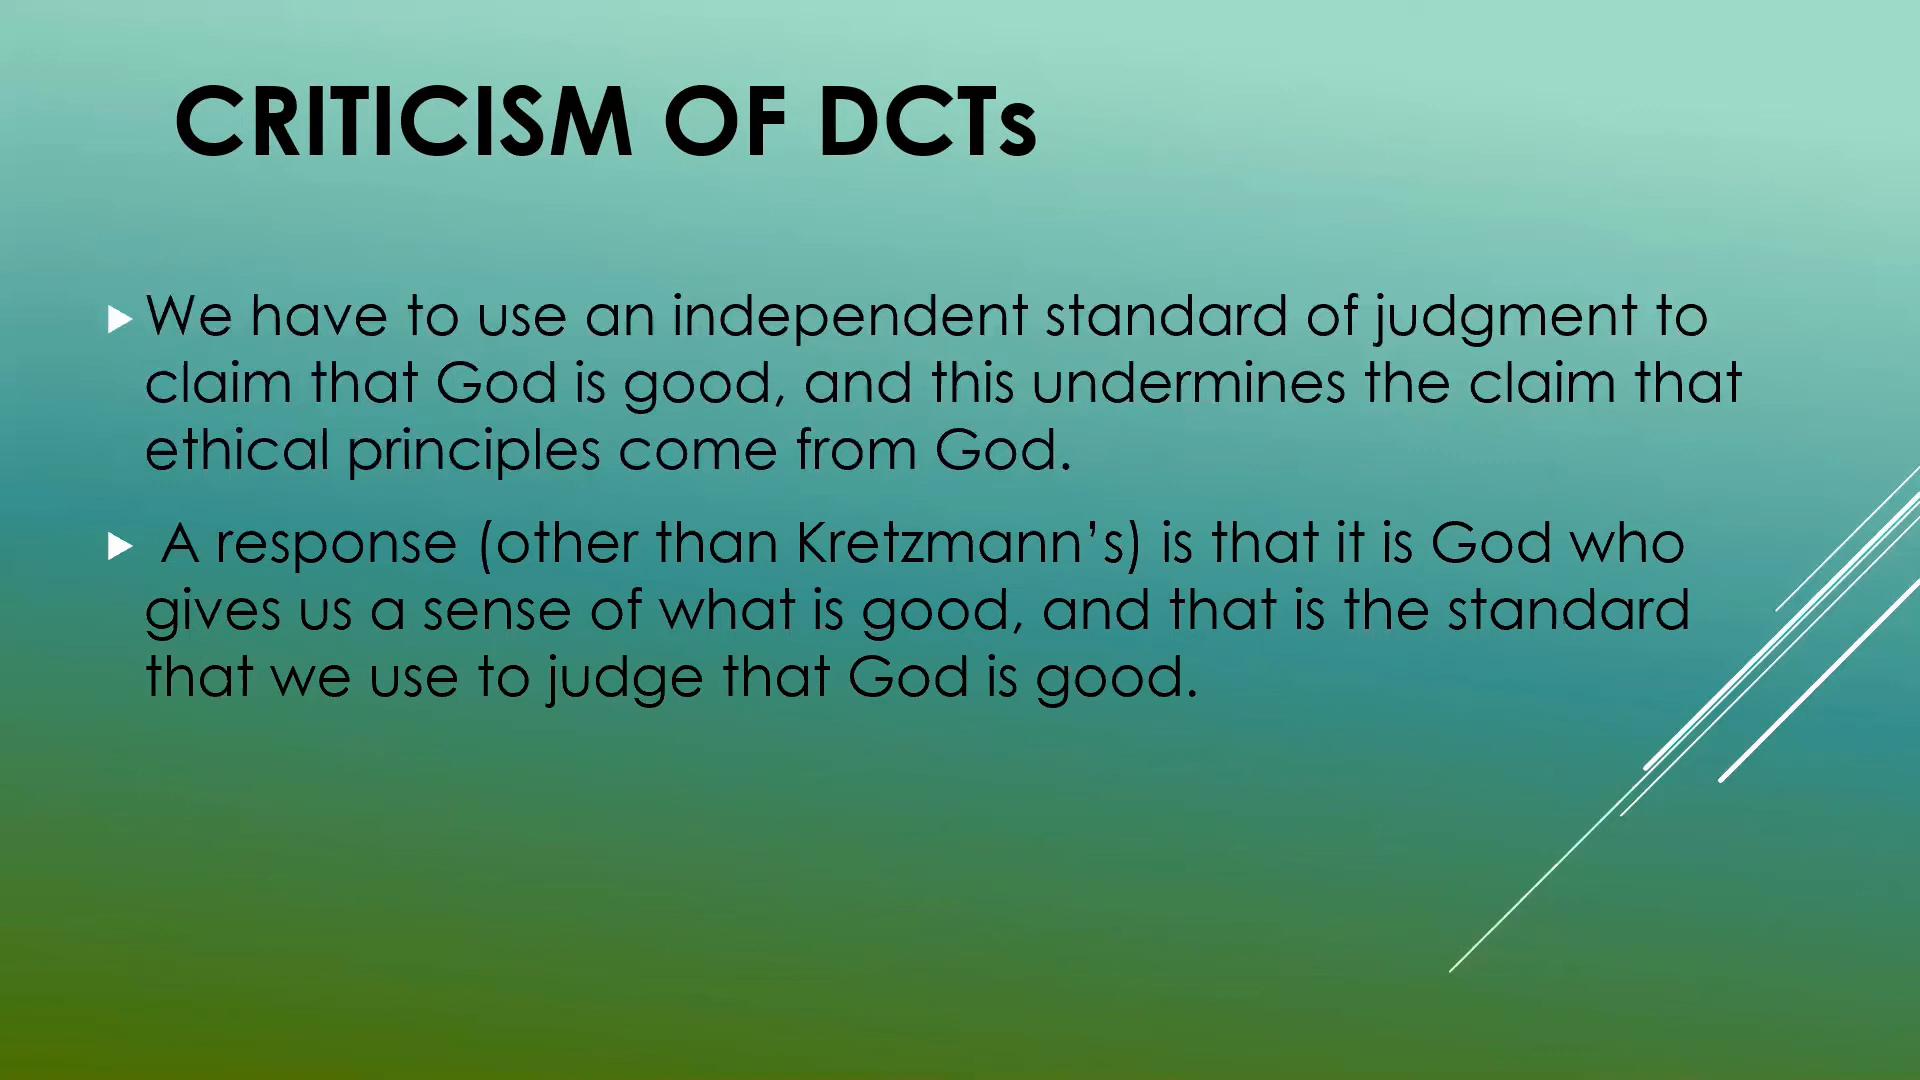 CRITICISM OF DCTs
We have to use an independent standard of judgment to
claim that God is good, and this undermines the claim that
ethical principles come from God.
A response (other than Kretzmann’s) is that it is God who
gives us a sense of what is good, and that is the standard
that we use to judge that God is good.